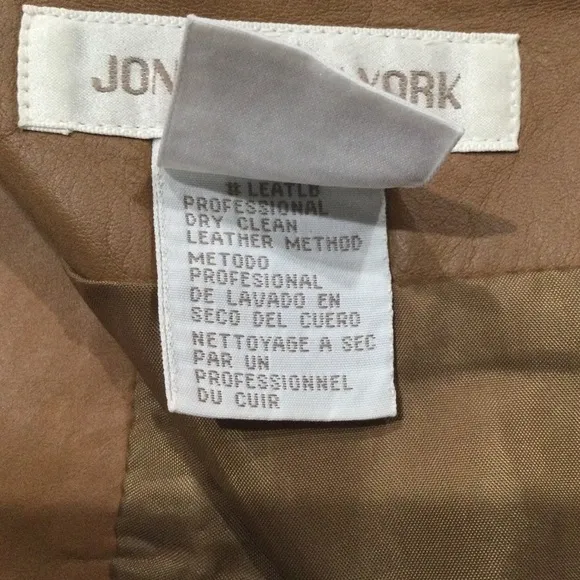 JON YORK
# LEATLB
PROFESSIONAL
DRY CLEAN
LEATHER METHOD
METODO
PROFESIONAL
DE LAVADO EN
SECO DEL CUERO
NETTOYAGE A SEC
PAR UN
PROFESSIONNEL
DU CUIR